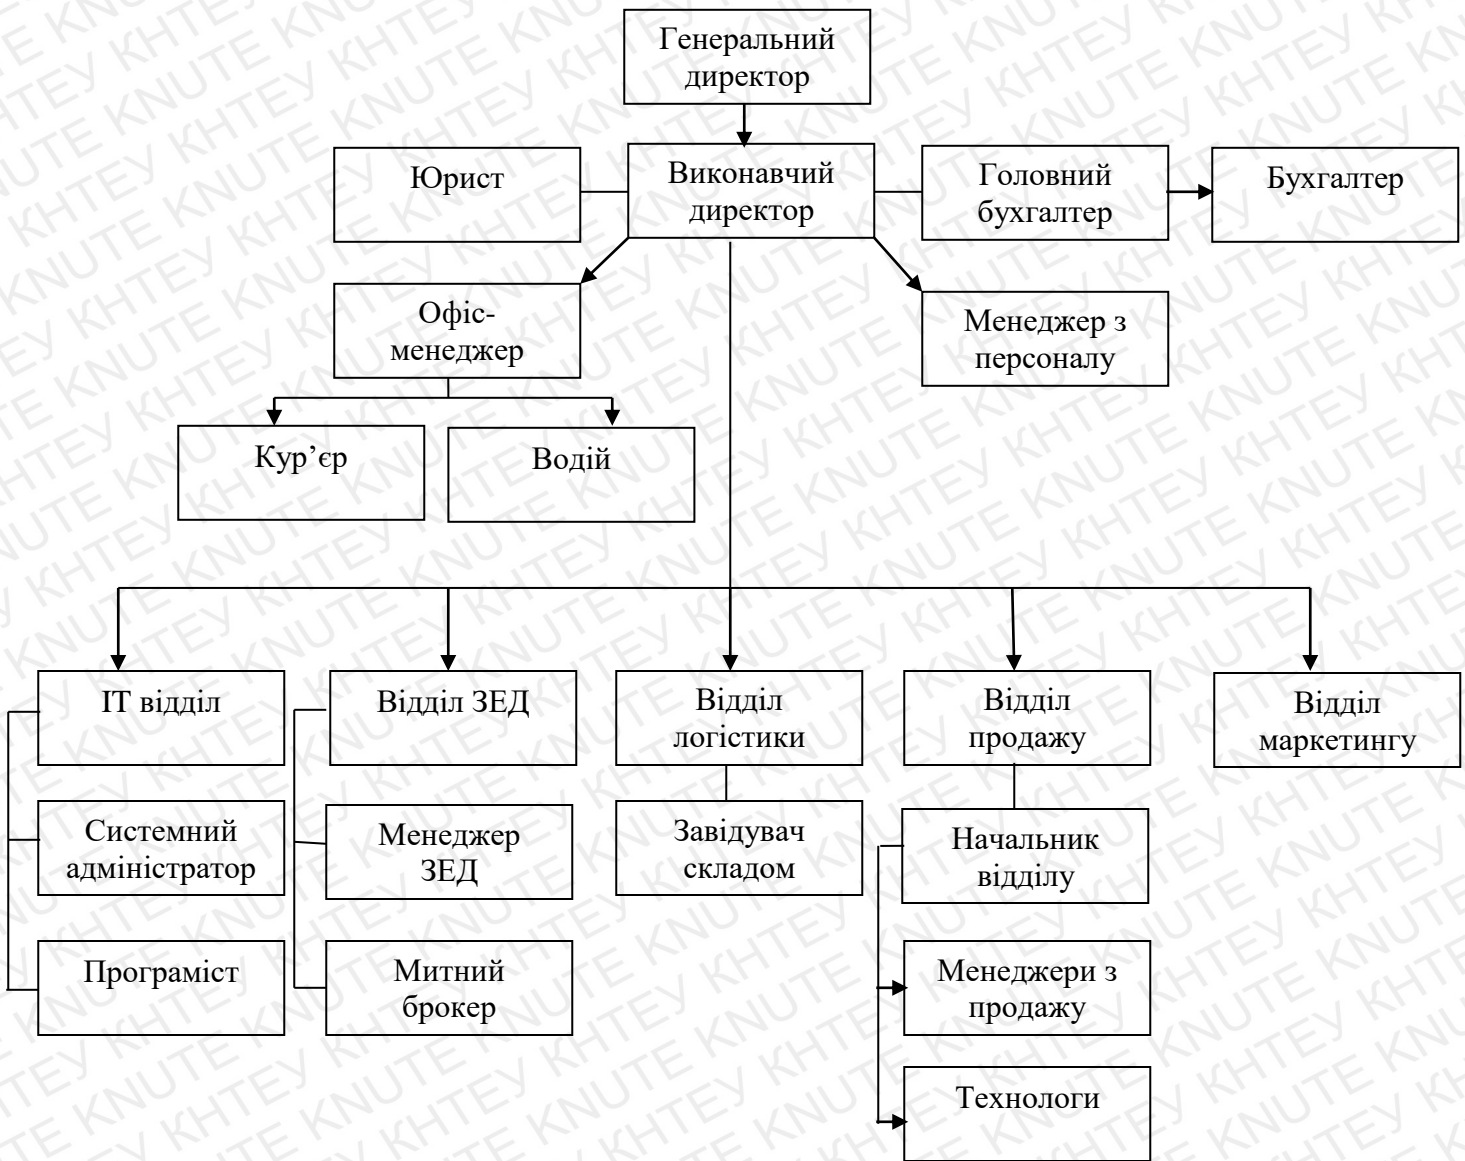 Генеральний
директор
Юрист
Виконавчий
директор
Головний
бухгалтер
Бухгалтер
Офіс-
менеджер
Менеджер з
персоналу
Кур’єр
Водій
ІТ відділ
Відділ ЗЕД
Відділ
логістики
Відділ
продажу
Відділ
маркетингу
Системний
адміністратор
Менеджер
ЗЕД
Завідувач
складом
Начальник
відділу
Програміст
Митний
брокер
Менеджери з
продажу
Технологи